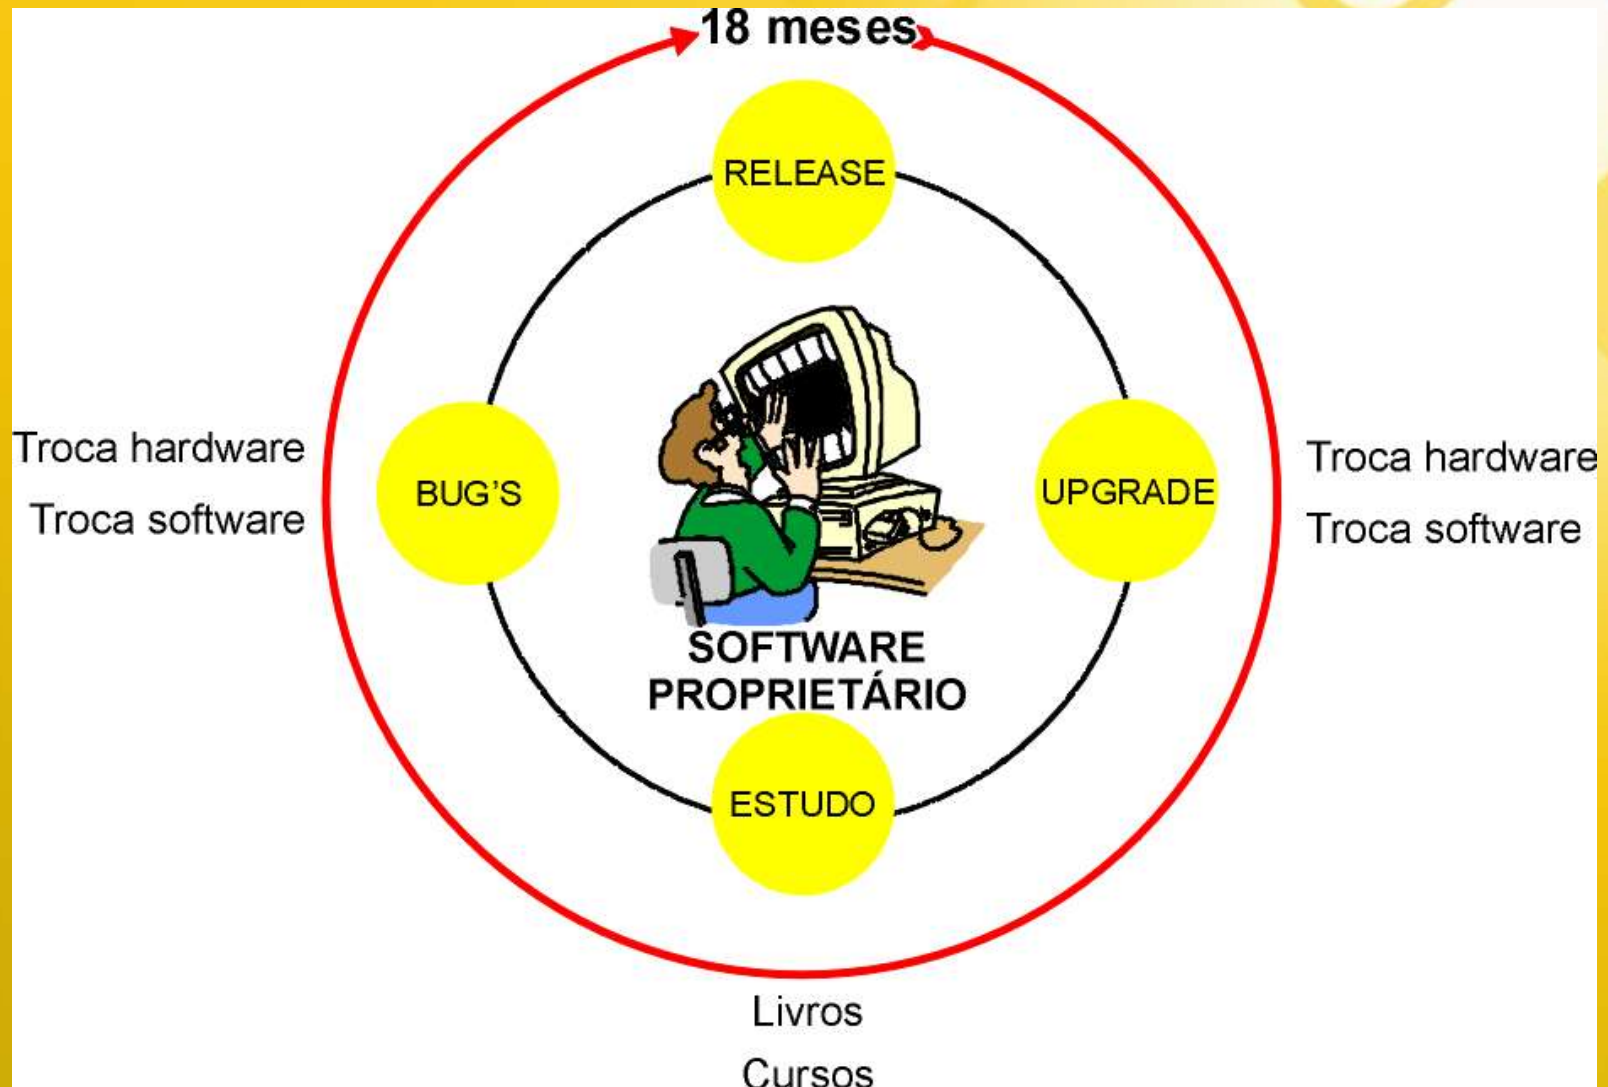 18 meses
RELEASE
Troca hardware
Troca software
BUG'S
UPGRADE
Troca hardware
Troca software
SOFTWARE
PROPRIETÁRIO
ESTUDO
Livros
Cursos